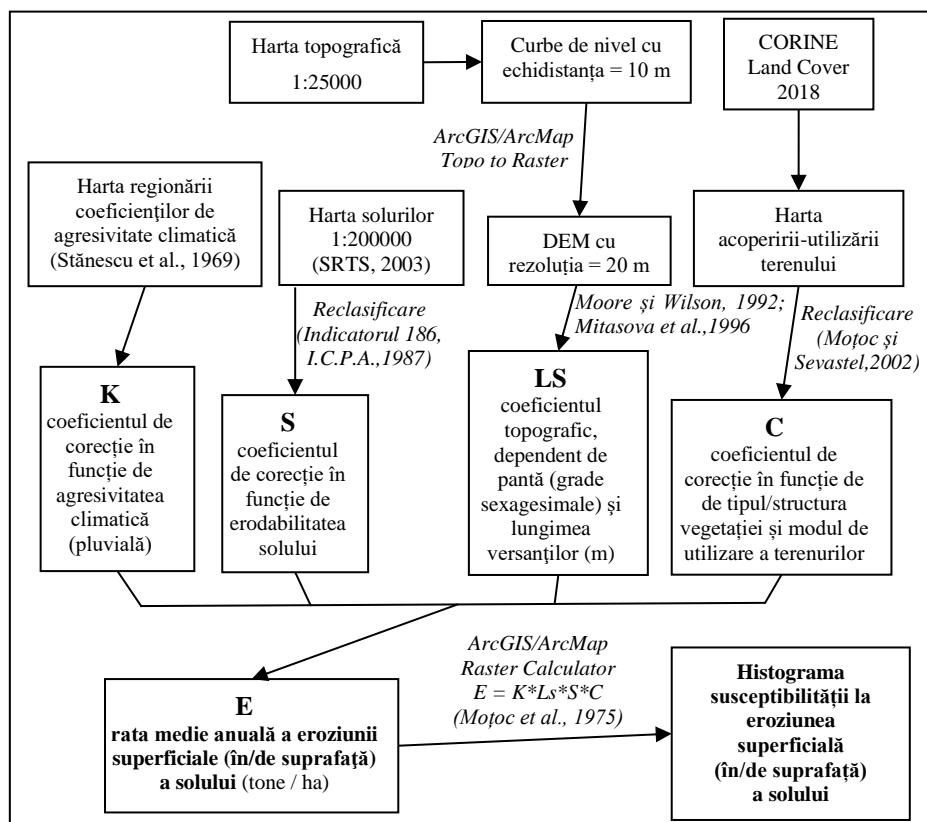 Harta topografică
1:25000
Curbe de nivel cu
echidistanța = 10 m
CORINE
Land Cover
2018
ArcGIS/ArcMap
Topo to Raster
Harta regionării
coeficienţilor de
agresivitate climatică
(Stănescu et al., 1969)
Harta solurilor
1:200000
(SRTS, 2003)
DEM cu
rezoluția = 20 m
Harta
acoperirii-utilizării
terenului
Reclasificare
(Indicatorul 186,
I.C.P.A.,1987)
Moore și Wilson, 1992;
Mitasova et al.,1996
Reclasificare
(Moțoc și
Sevastel,2002)
K
coeficientul de
corecție în
funcție de
agresivitatea
climatică
(pluvială)
S
coeficientul
de corecție în
funcție de
erodabilitatea
solului
LS
coeficientul
topografic,
dependent de
pantă (grade
sexagesimale) şi
lungimea
versanţilor (m)
C
coeficientul de
corecție în funcție de
de tipul/structura
vegetației și modul de
utilizare a terenurilor
E
rata medie anuală a eroziunii
superficiale (în/de suprafaţă)
a solului (tone / ha)
ArcGIS/ArcMap
Raster Calculator
E = K*Ls*S*C
(Moțoc et al., 1975)
Histograma
susceptibilității la
eroziunea
superficială
(în/de suprafață)
a solului